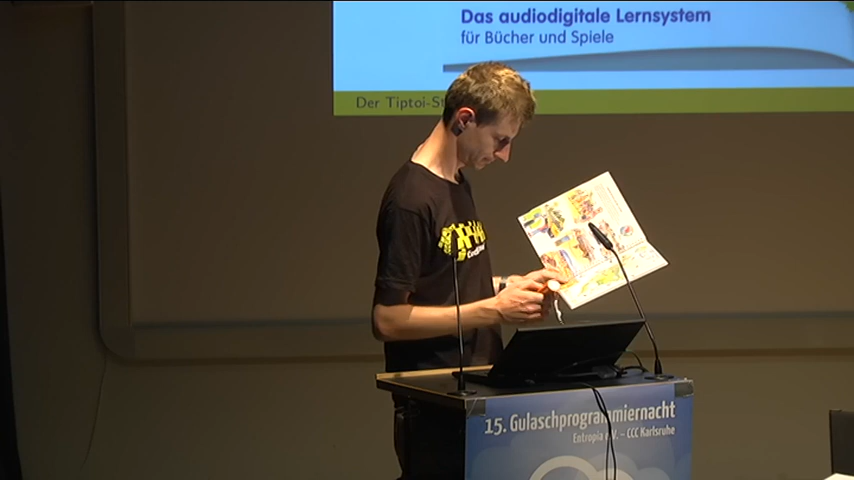 Das audiodigitale Lernsystem
für Bücher und Spiele
Der Tiptoi-St
15. Gulaschprogrammiernacht
Entropia e.V. – CCC Karlsruhe